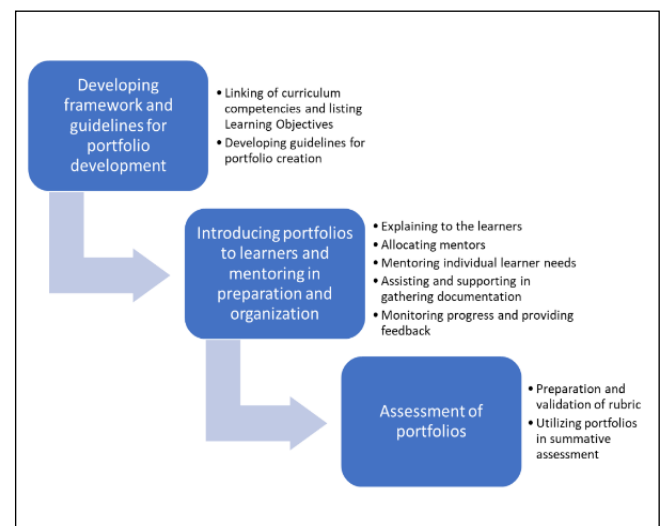 Developing
framework and
guidelines for
portfolio
development
• Linking of curriculum
competencies and listing
Learning Objectives
• Developing guidelines for
portfolio creation
Introducing portfolios
to learners and
mentoring in
preparation and
organization
• Explaining to the learners
• Allocating mentors
• Mentoring individual learner needs
• Assisting and supporting in
gathering documentation
• Monitoring progress and providing
feedback
Assessment of
portfolios
• Preparation and
validation of rubric
• Utilizing portfolios
in summative
assessment